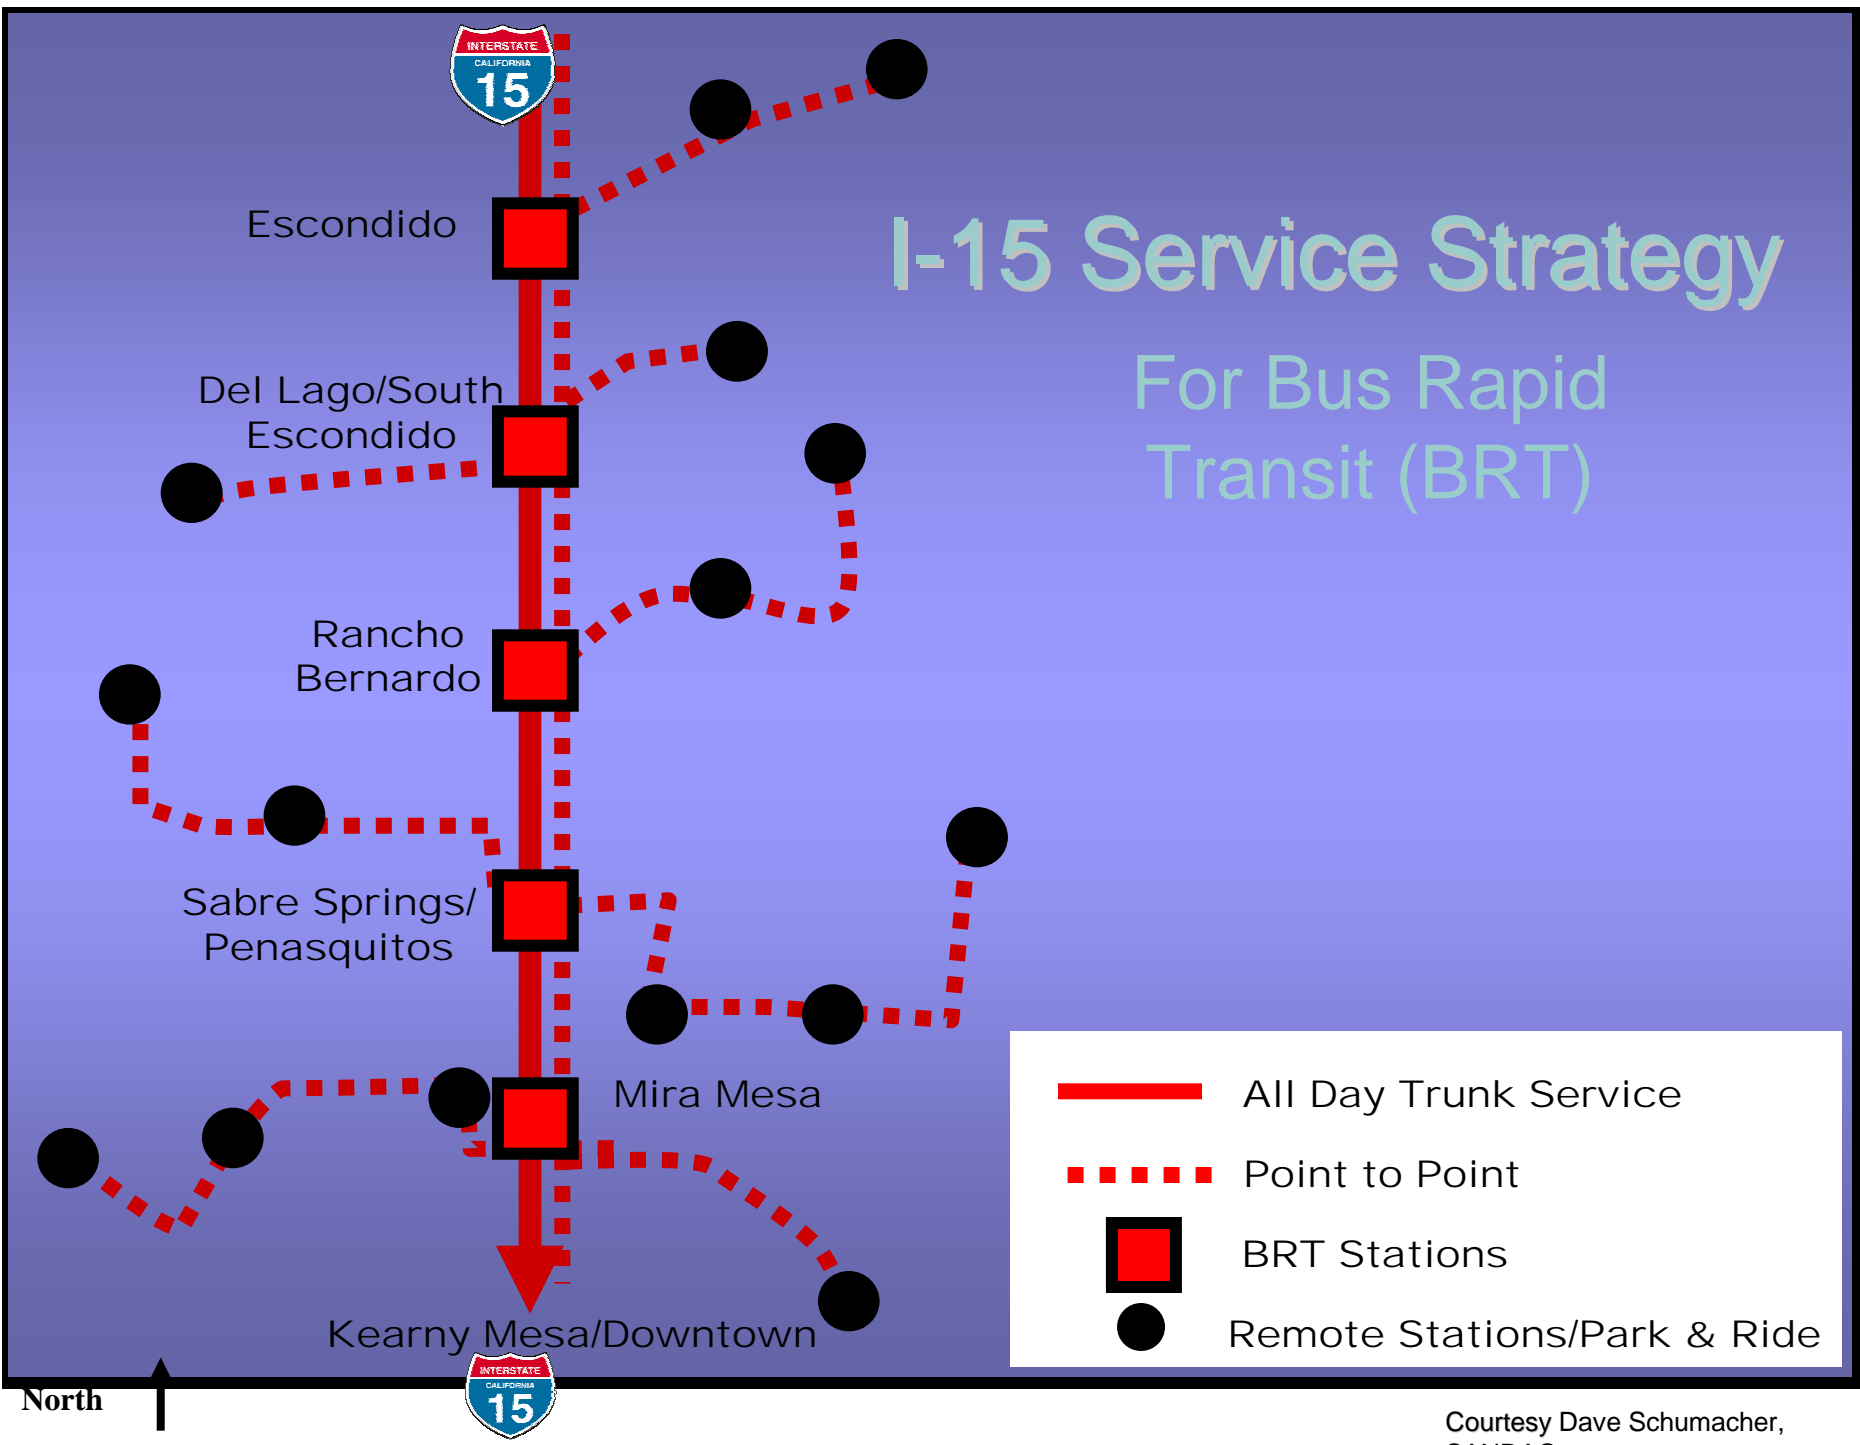 INTERSTATE
CALIFORNIA
15
Escondido
I-15 Service Strategy
For Bus Rapid
Transit (BRT)
Del Lago/South
Escondido
Rancho
Bernardo
Sabre Springs/
Penasquitos
Mira Mesa
All Day Trunk Service
Point to Point
BRT Stations
Remote Stations/Park & Ride
Kearny Mesa/Downtown
INTERSTATE
CALIFORNIA
15
North
Courtesy Dave Schumacher,